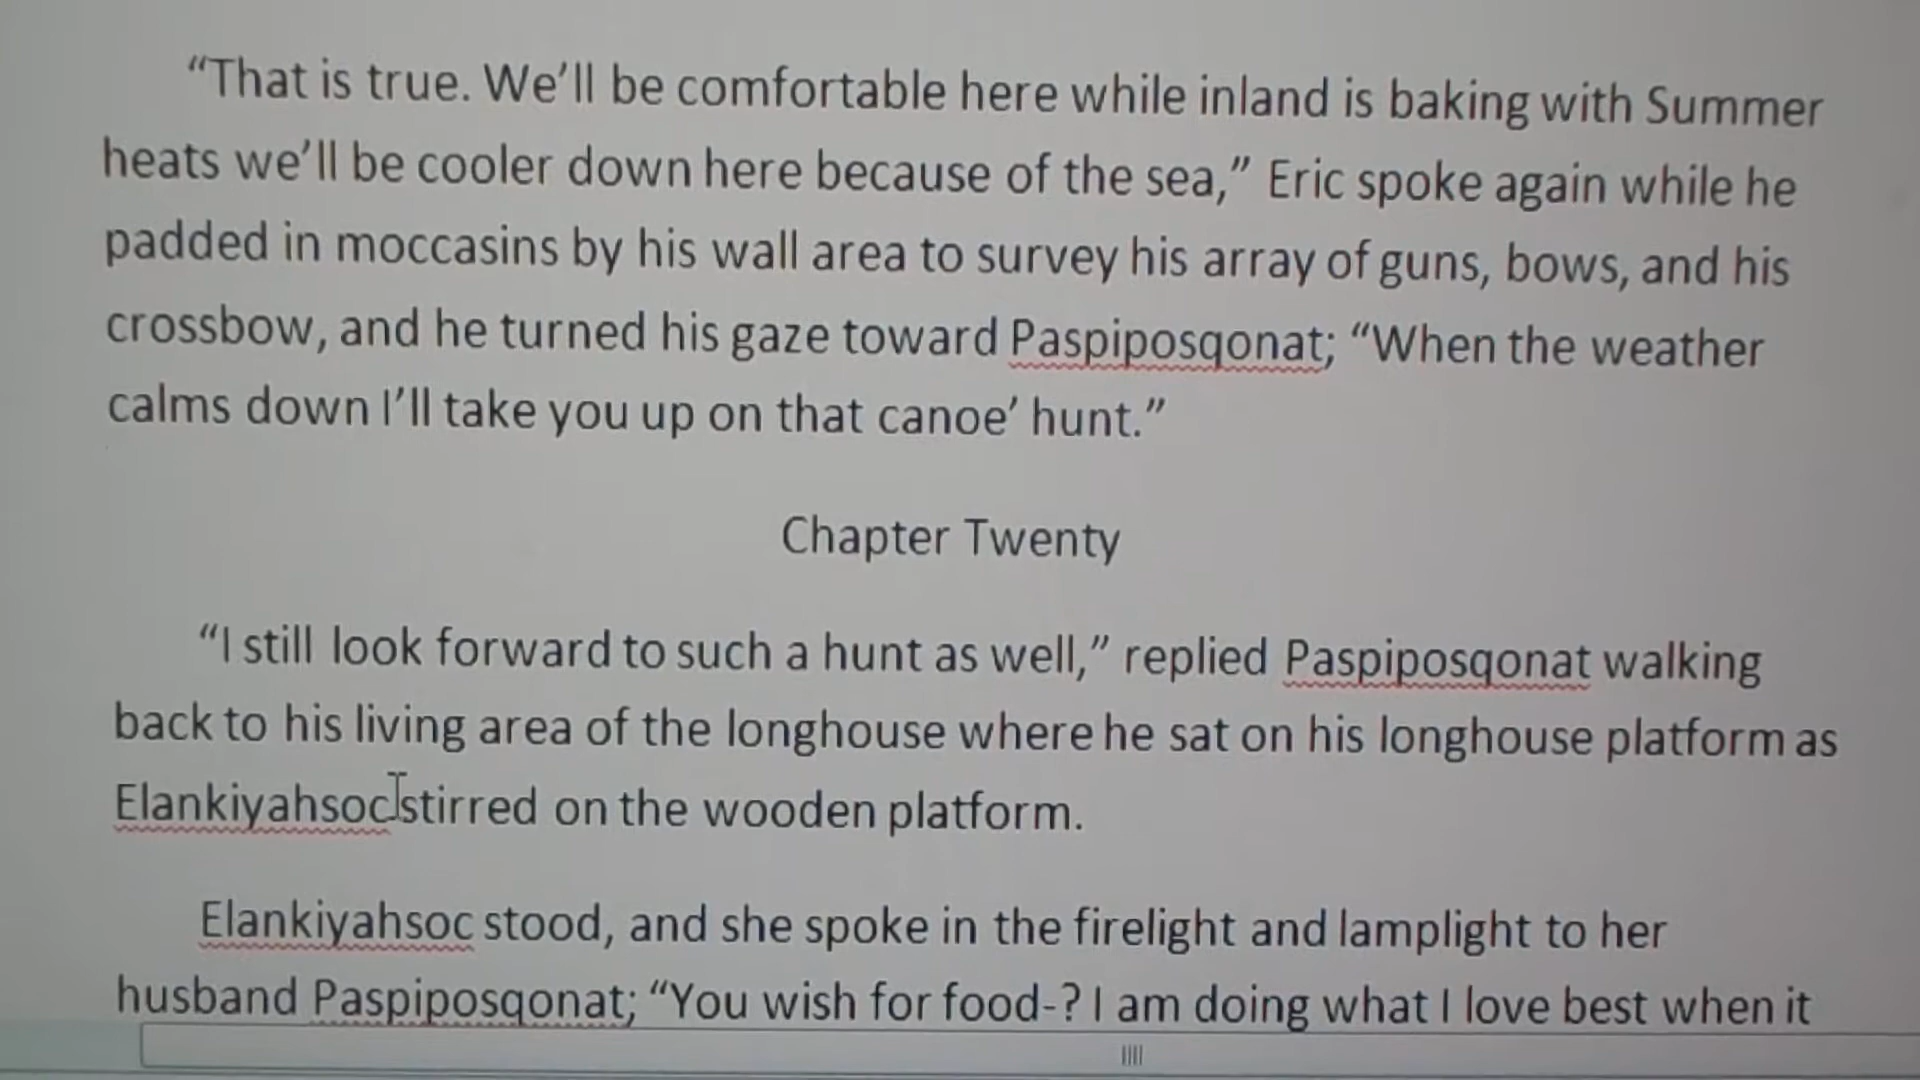 “That is true. We’ll be comfortable here while inland is baking with Summer
heats we’ll be cooler down here because of the sea,” Eric spoke again while he
padded in moccasins by his wall area to survey his array of guns, bows, and his
crossbow, and he turned his gaze toward Paspiposqonat; “When the weather
calms down I’ll take you up on that canoe’ hunt.”
Chapter Twenty
“I still look forward to such a hunt as well,” replied Paspiposqonat walking
back to his living area of the longhouse where he sat on his longhouse platform as
Elankiyahsoc stirred on the wooden platform.
Elankiyahsoc stood, and she spoke in the firelight and lamplight to her
husband Paspiposqonat; “You wish for food-? I am doing what I love best when it